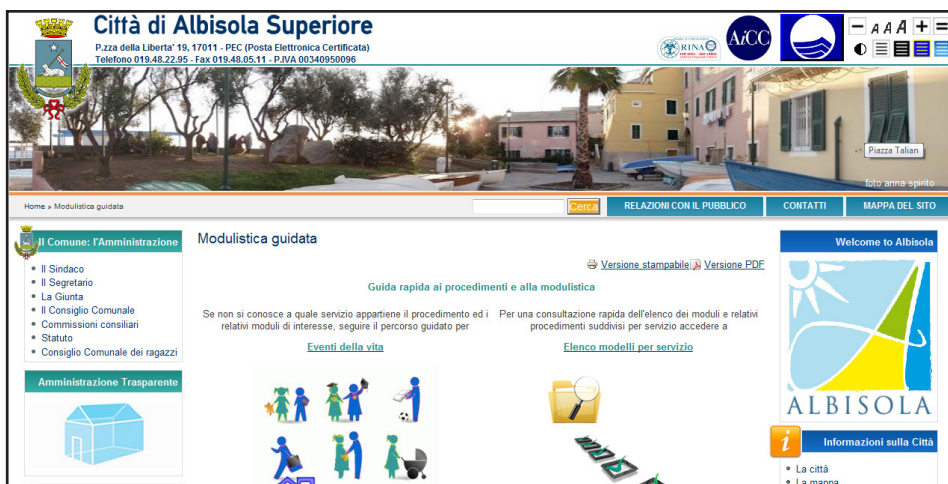 Città di Albisola Superiore
P.zza della Liberta' 19, 17011 - PEC (Posta Elettronica Certificata)
Telefono 019.48.22.95 - Fax 019.48.05.11 - P.IVA 00340950096
RINA
AiCC
A A A
Piazza Talian
foto anna spirito
Home » Modulistica guidata
Cerca
RELAZIONI CON IL PUBBLICO
CONTATTI
MAPPA DEL SITO
Il Comune: l'Amministrazione
Il Sindaco
Il Segretario
La Giunta
Il Consiglio Comunale
Commissioni consiliari
Statuto
Consiglio Comunale dei ragazzi
Amministrazione Trasparente
Modulistica guidata
Versione stampabile Versione PDF
Guida rapida ai procedimenti e alla modulistica
Se non si conosce a quale servizio appartiene il procedimento ed i
relativi moduli di interesse, seguire il percorso guidato per
Eventi della vita
Per una consultazione rapida dell'elenco dei moduli e relativi
procedimenti suddivisi per servizio accedere a
Elenco modelli per servizio
Welcome to Albisola
ALBISOLA
i
Informazioni sulla Città
La città
La mappa